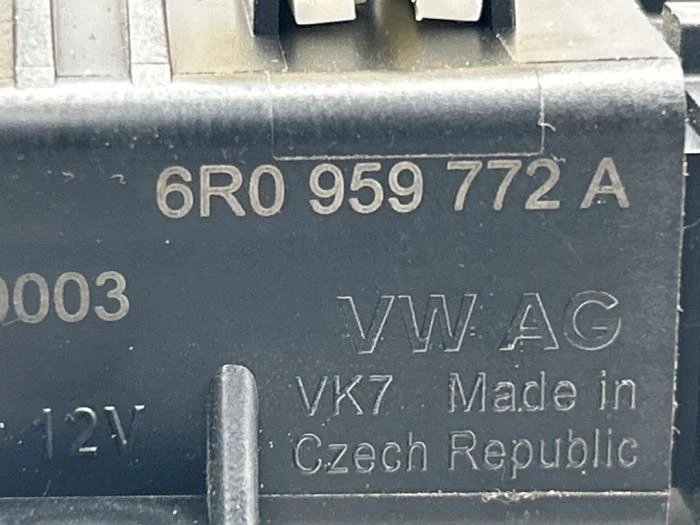 6R0 959 772 A
0003
VW AG
VK7 Made in
12V
Czech Republic